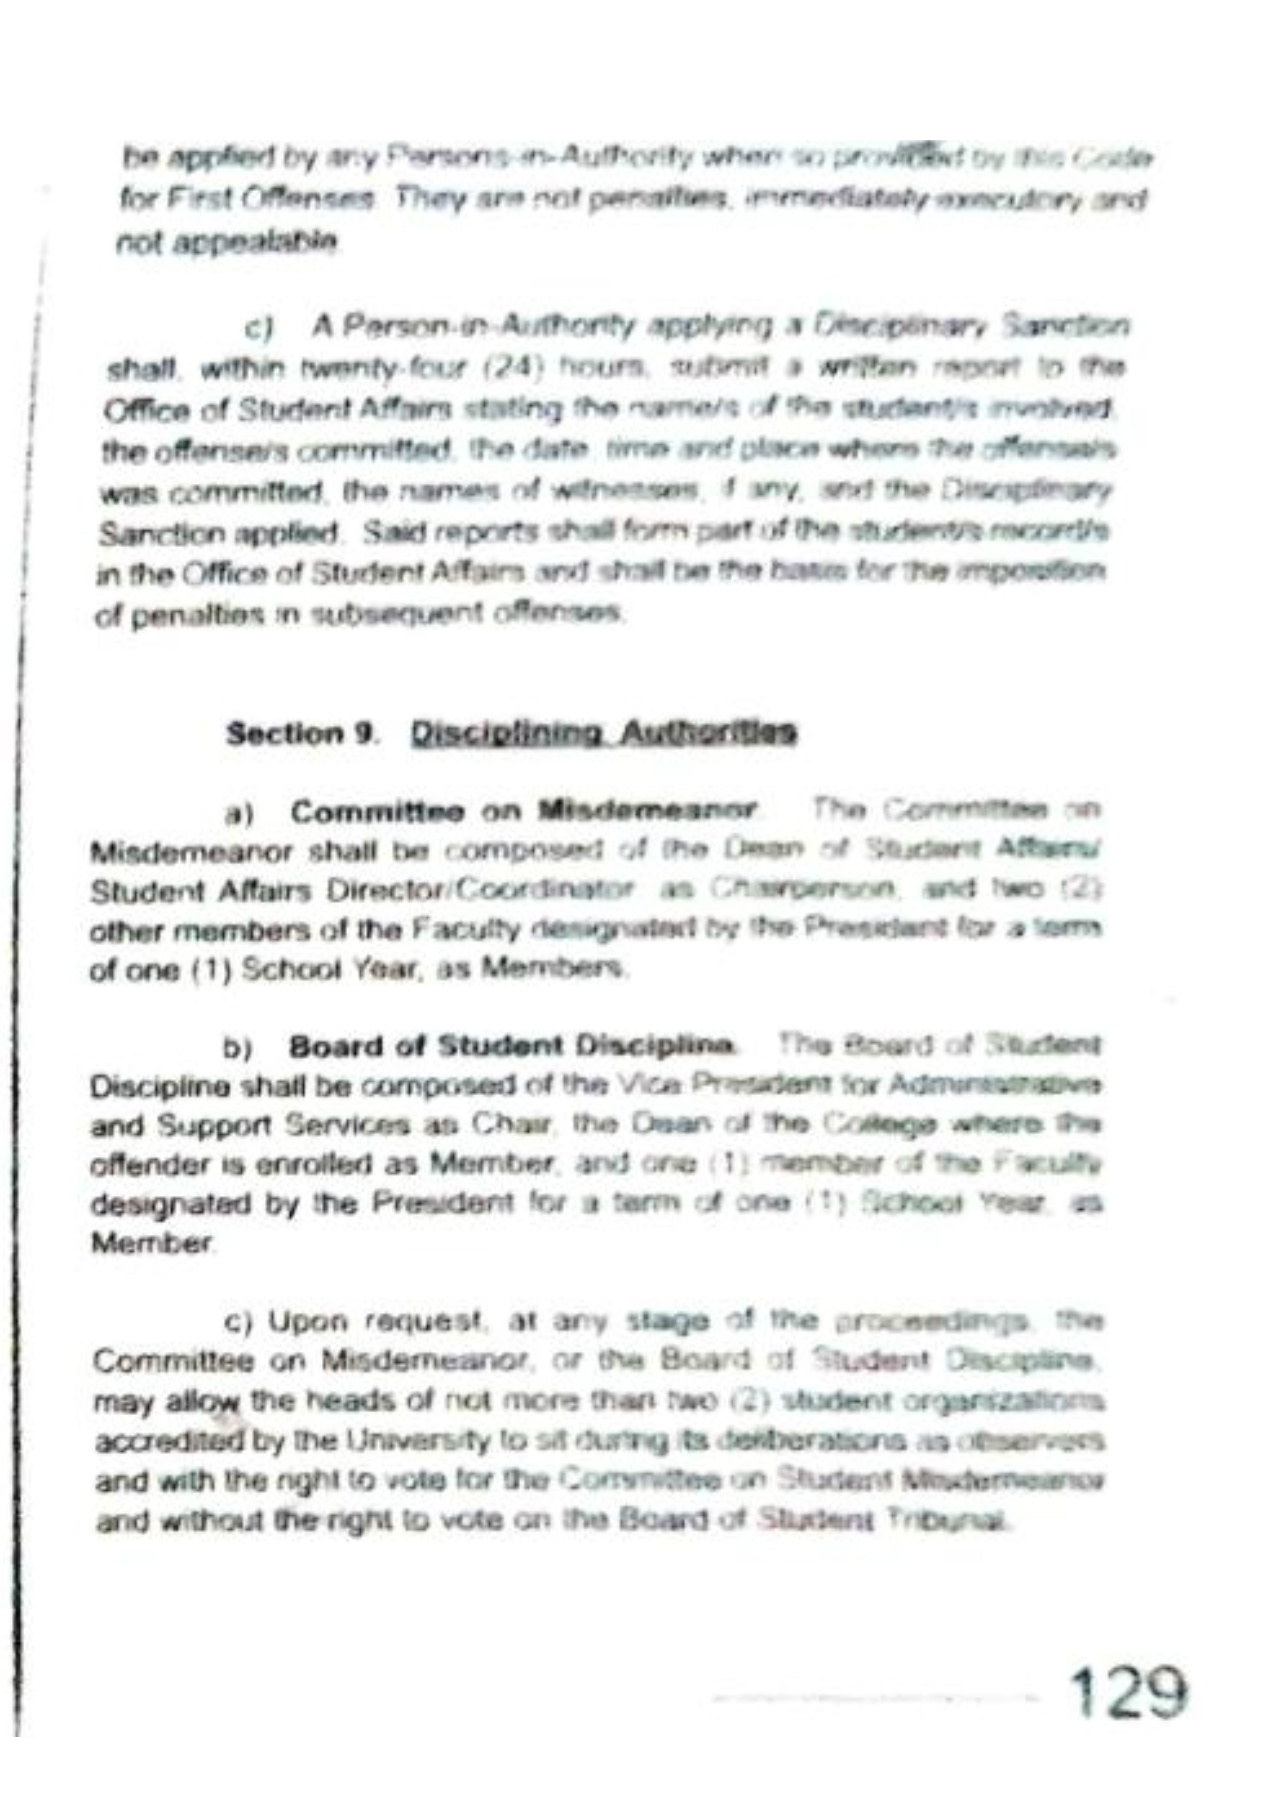 be applied by any Persons-in-Authority when so provided by this Code
for First Offenses. They are not penalties, immediately executory and
not appealable.
c) A Person-in-Authority applying a Disciplinary Sanction
shall, within twenty-four (24) hours, submit a written report to the
Office of Student Affairs stating the name/s of the student/s involved,
the offense/s committed, the date, time and place where the offense/s
was committed, the names of witnesses, if any, and the Disciplinary
Sanction applied. Said reports shall form part of the student/s record/s
in the Office of Student Affairs and shall be the basis for the imposition
of penalties in subsequent offenses.
Section 9. Disciplining Authorities
a) Committee on Misdemeanor. The Committee on
Misdemeanor shall be composed of the Dean of Student Affairs/
Student Affairs Director/Coordinator as Chairperson, and two (2)
other members of the Faculty designated by the President for a term
of one (1) School Year, as Members.
b) Board of Student Discipline. The Board of Student
Discipline shall be composed of the Vice President for Administrative
and Support Services as Chair, the Dean of the College where the
offender is enrolled as Member, and one (1) member of the Faculty
designated by the President for a term of one (1) School Year, as
Member.
c) Upon request, at any stage of the proceedings, the
Committee on Misdemeanor, or the Board of Student Discipline,
may allow the heads of not more than two (2) student organizations
accredited by the University to sit during its deliberations as observers
and with the right to vote for the Committee on Student Misdemeanor
and without the right to vote on the Board of Student Tribunal.
129